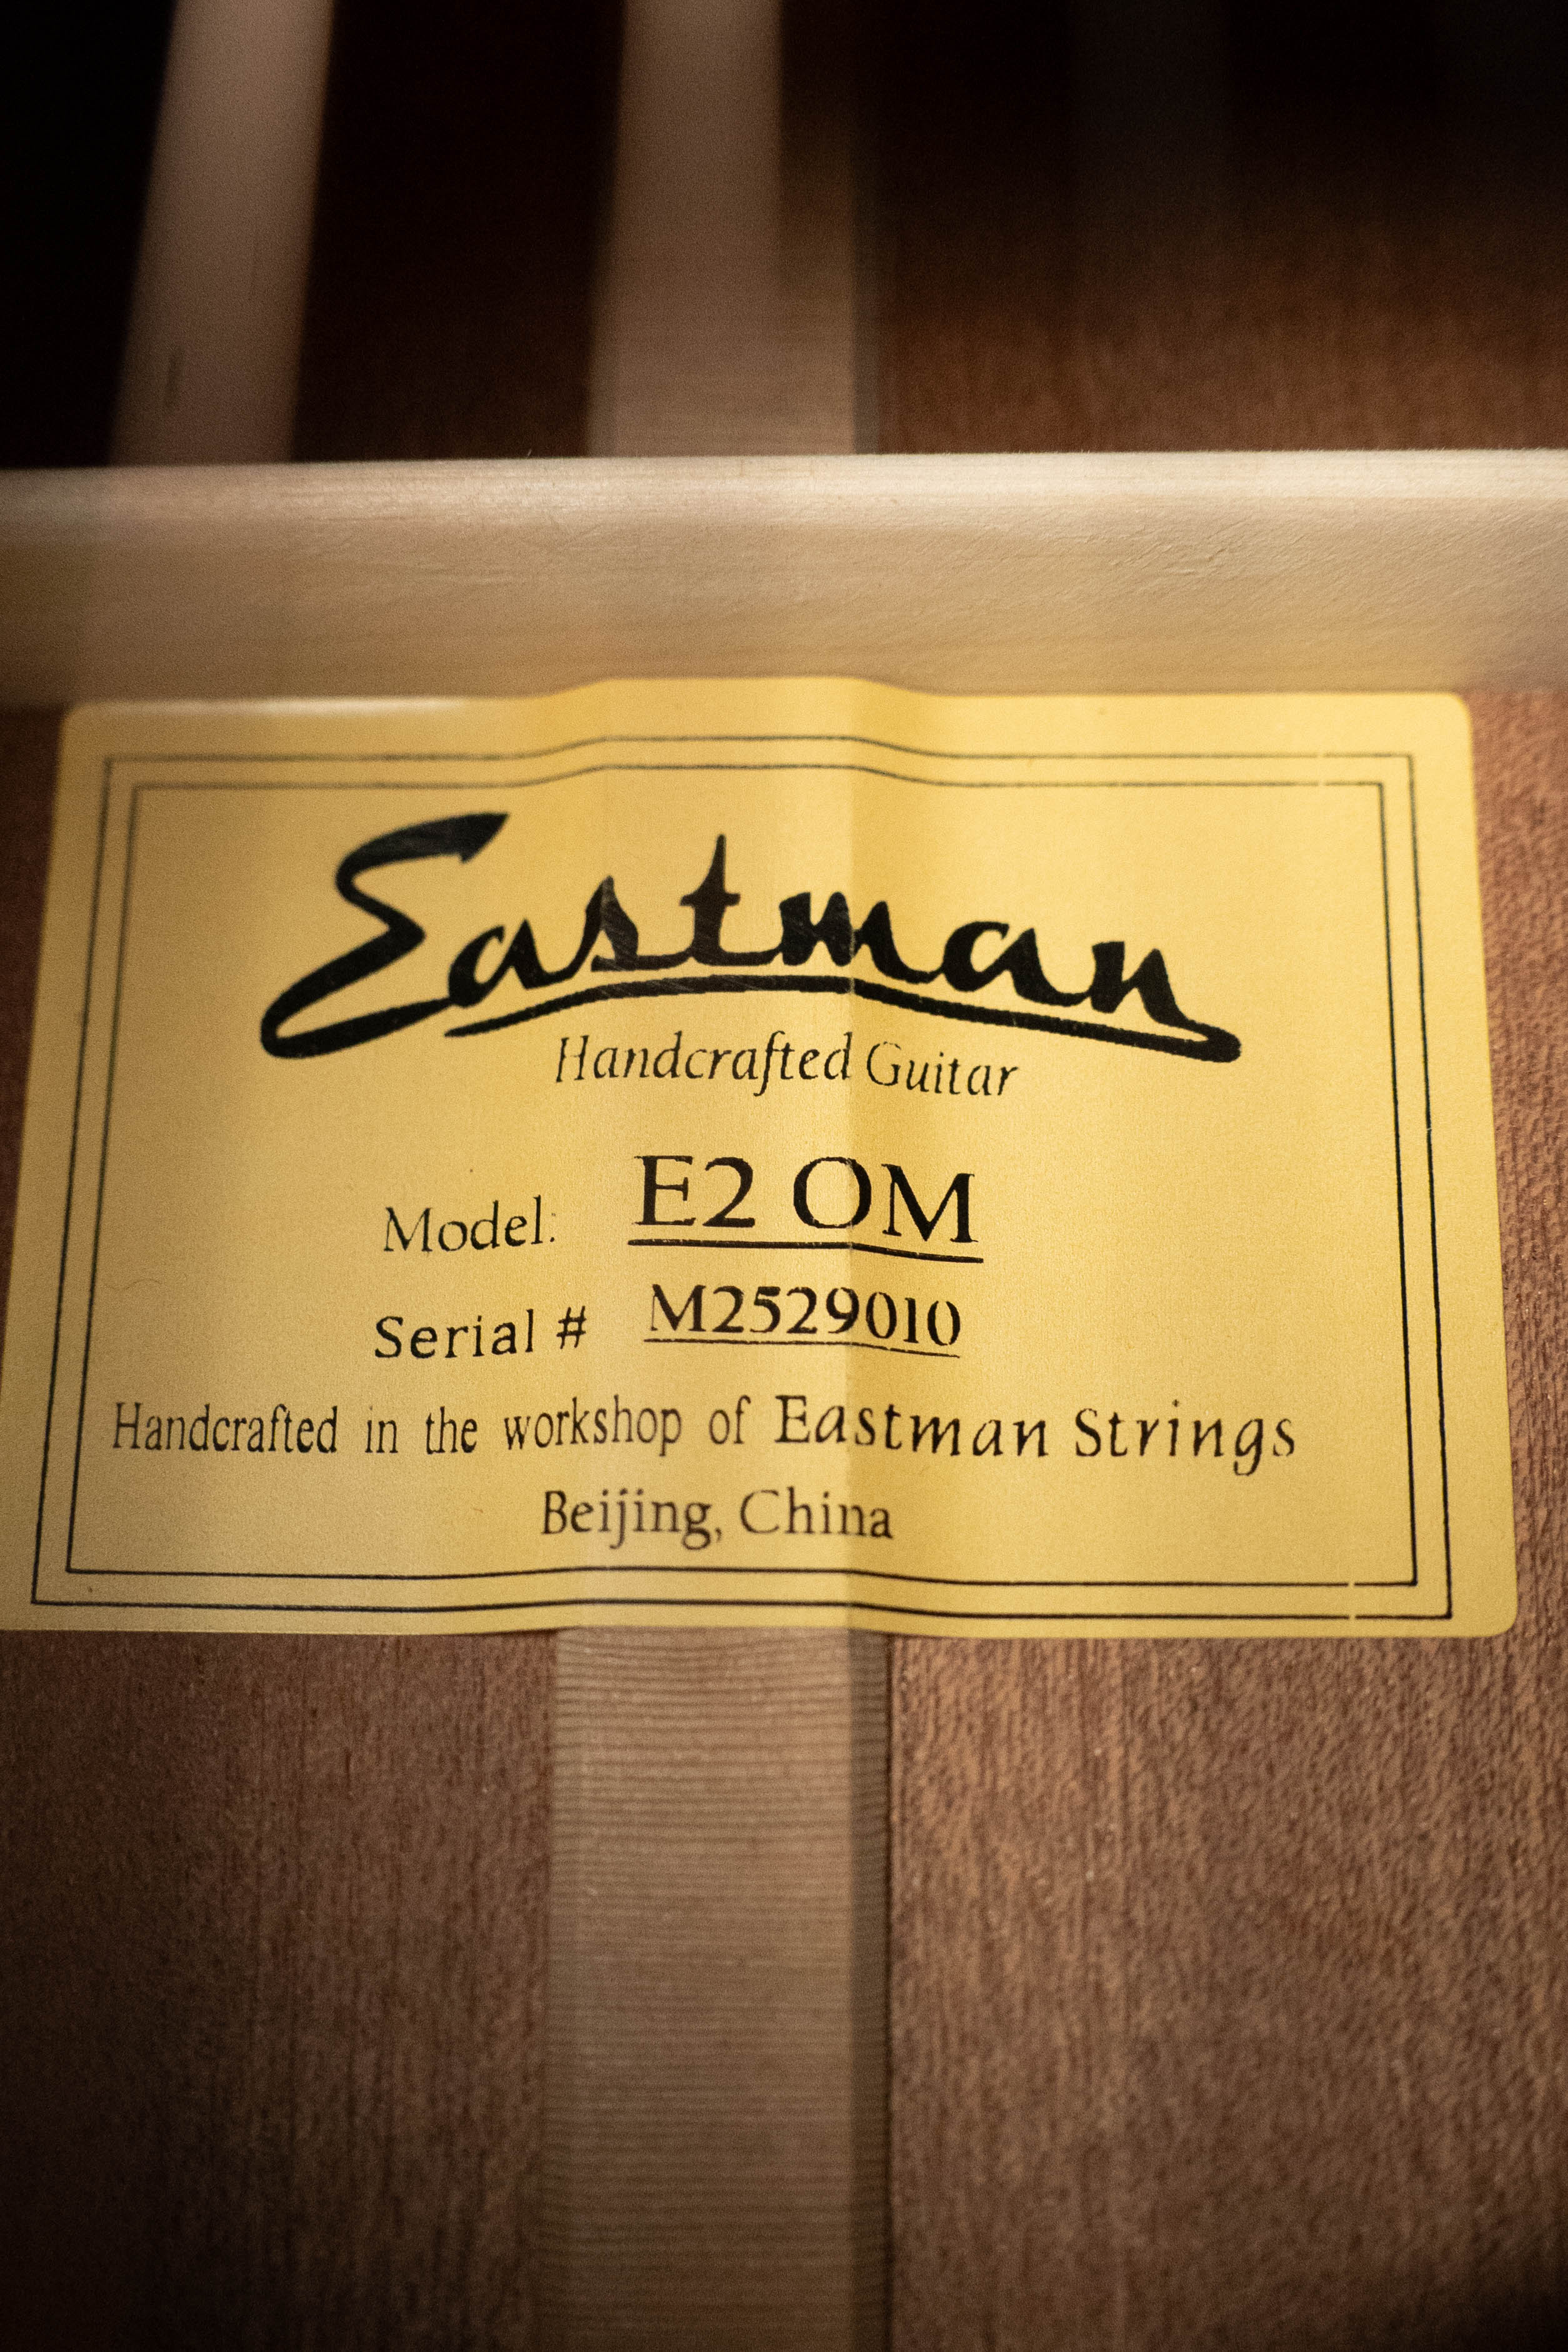 Eastman
Handcrafted Guitar
Model: E2 OM
Serial # M2529010
Handcrafted in the workshop of Eastman Strings
Beijing, China